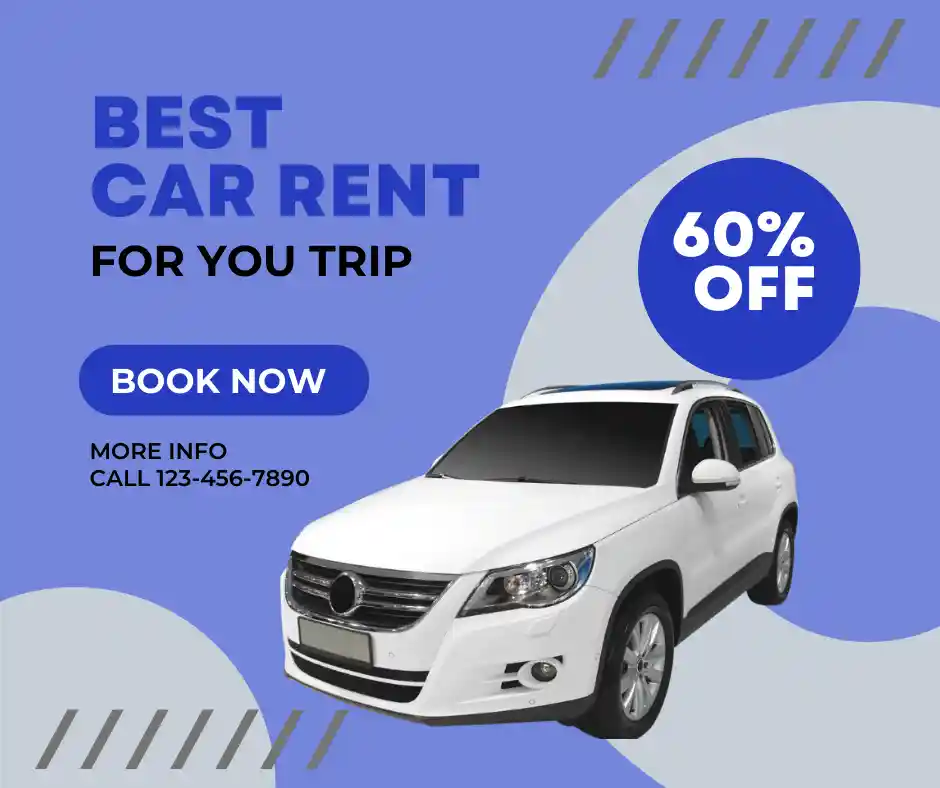 BEST
CAR RENT
FOR YOU TRIP
60%
OFF
BOOK NOW
MORE INFO
CALL 123-456-7890